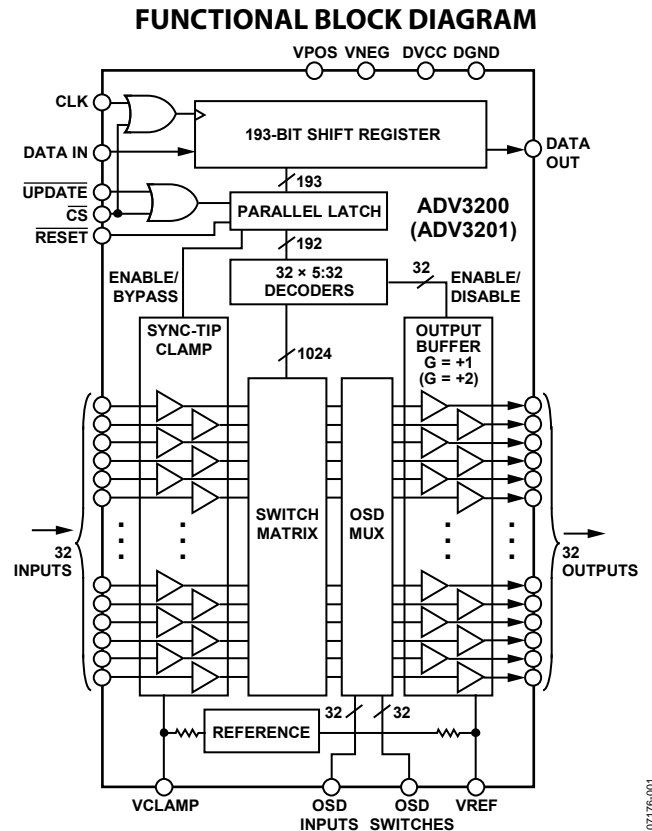 FUNCTIONAL BLOCK DIAGRAM
VPOS VNEG DVCC DGND
CLK
193-BIT SHIFT REGISTER
DATA IN
DATA
OUT
193
UPDATE
CS
RESET
PARALLEL LATCH
ADV3200
(ADV3201)
192
ENABLE/
BYPASS
32 × 5:32
DECODERS
32
ENABLE/
DISABLE
SYNC-TIP
CLAMP
OUTPUT
BUFFER
G = +1
(G = +2)
1024
SWITCH
MATRIX
OSD
MUX
32
INPUTS
32
OUTPUTS
32
32
REFERENCE
VCLAMP
OSD
INPUTS
OSD
SWITCHES
VREF
07176-001